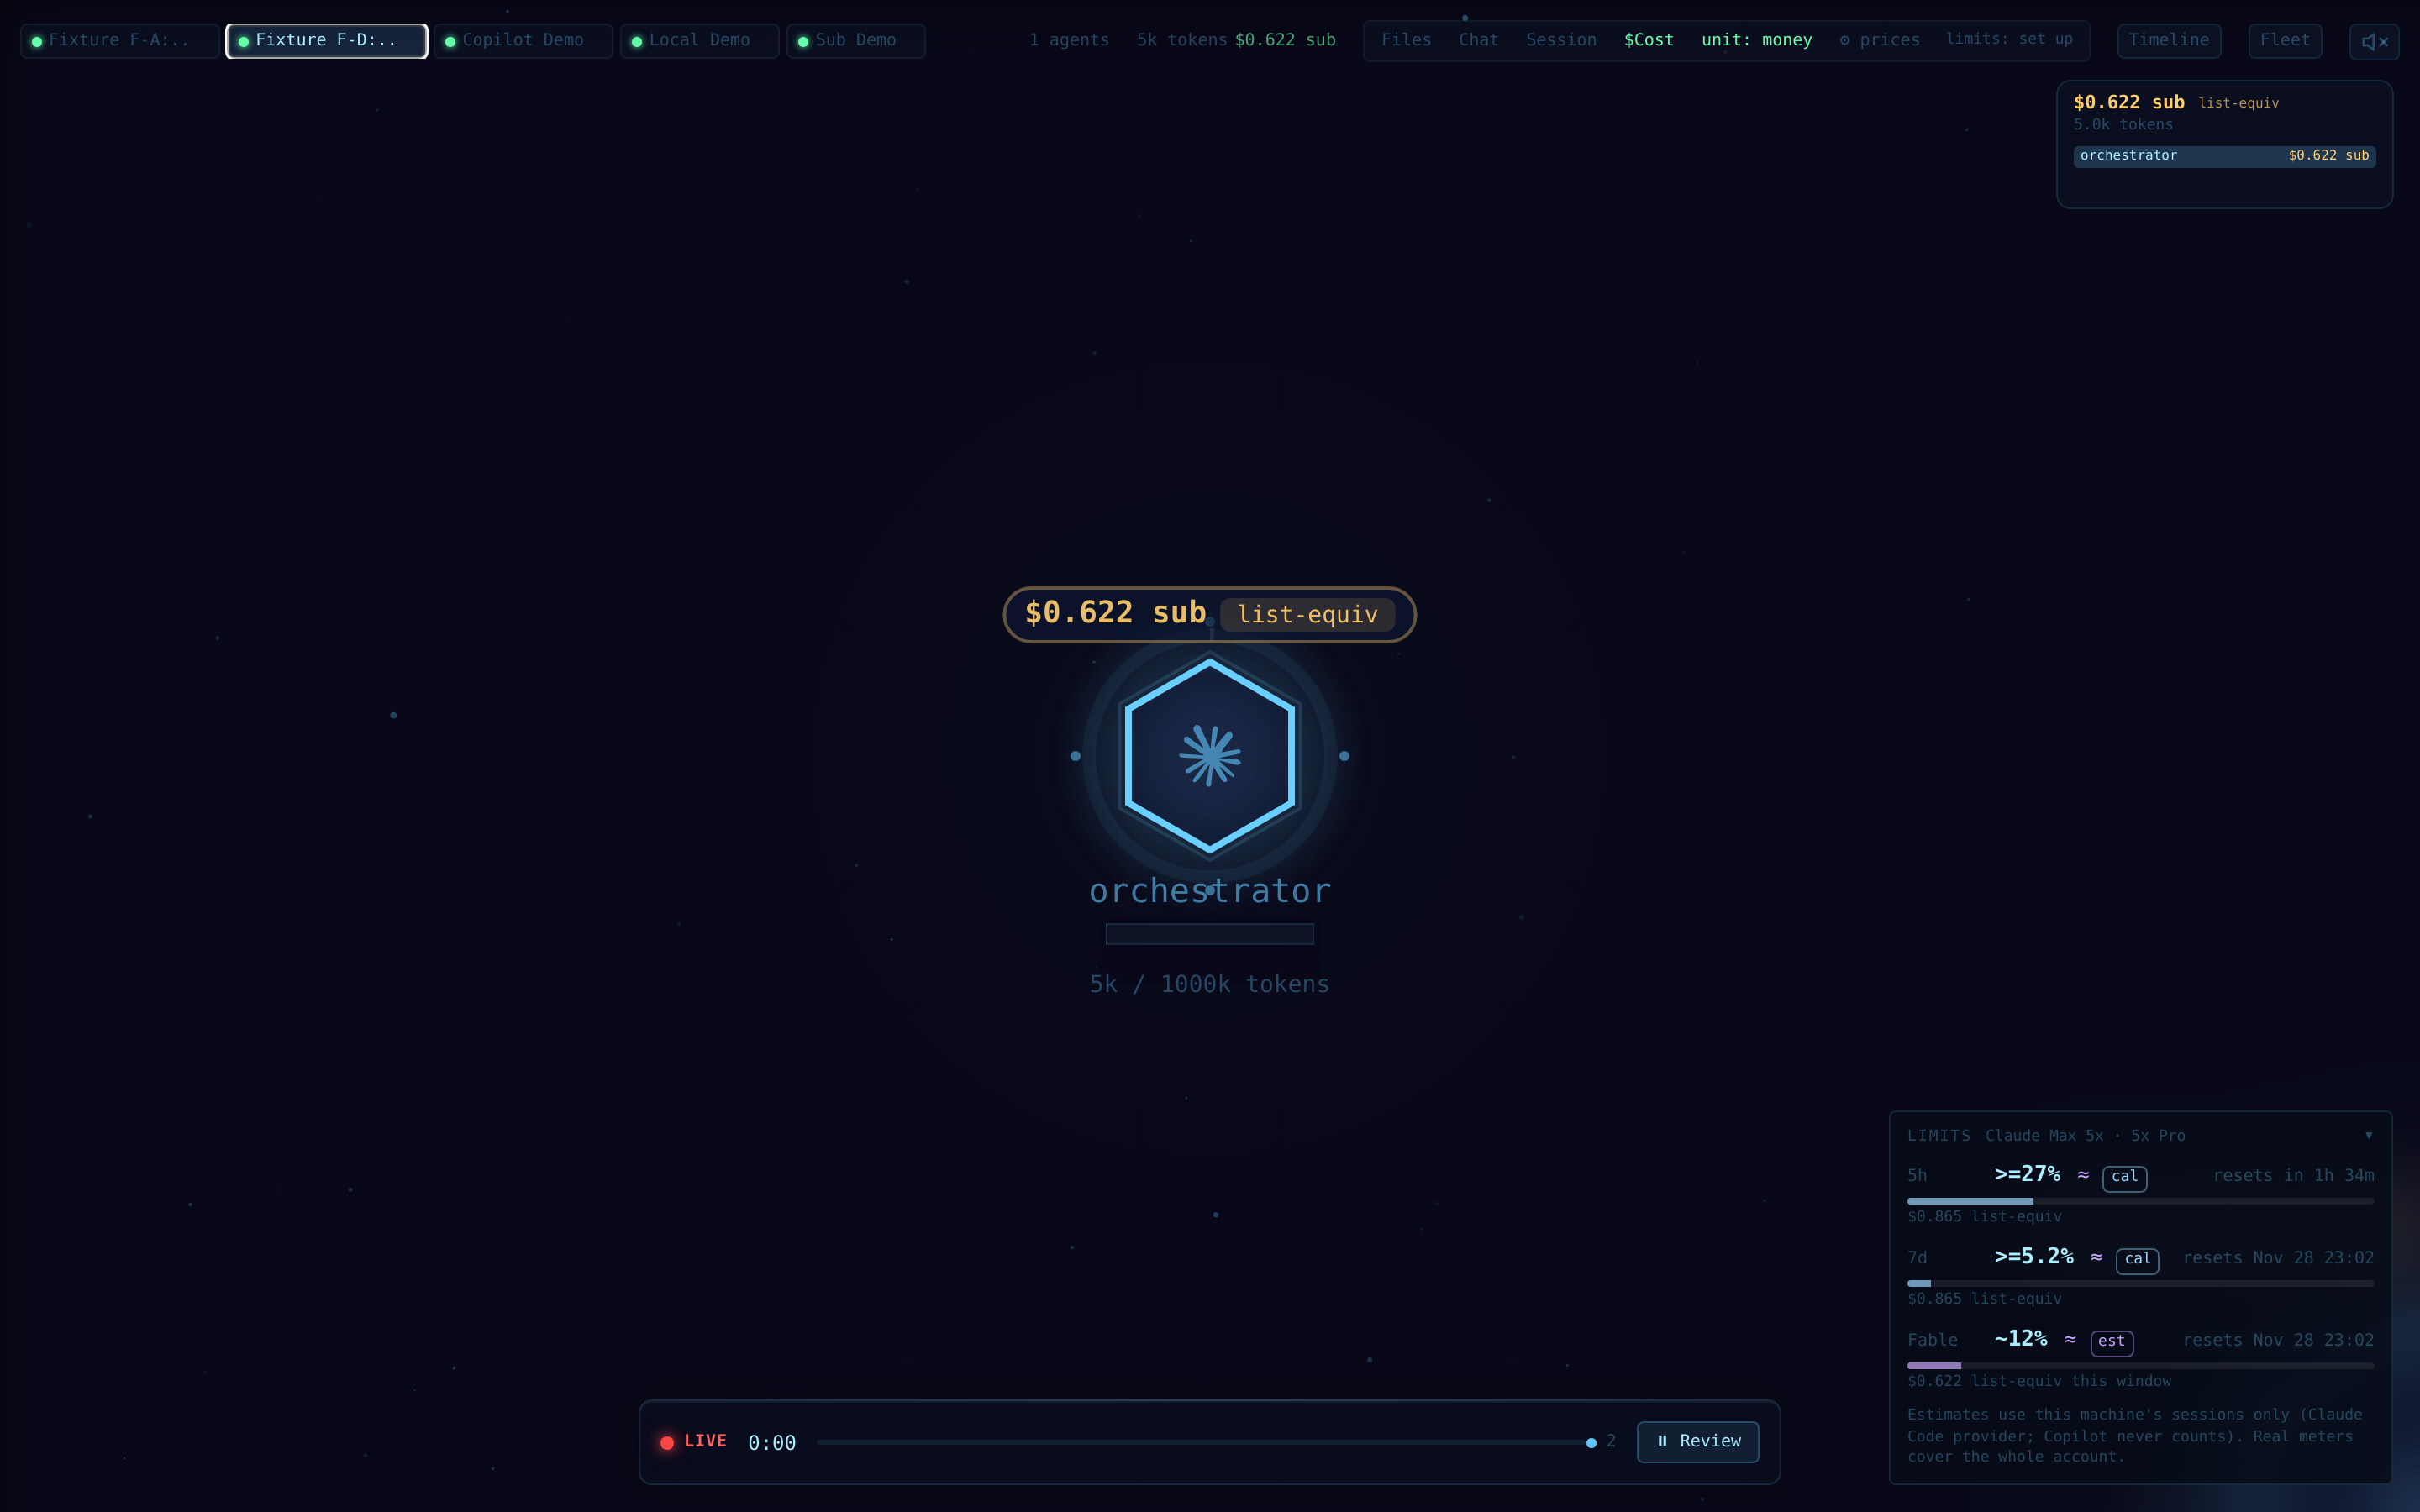 Fixture F-A:..
Fixture F-D:..
Copilot Demo
Local Demo
Sub Demo
1 agents
5k tokens $0.622 sub
Files
Chat
Session
$Cost
unit: money
⚙ prices
limits: set up
Timeline
Fleet
$0.622 sub list-equiv
5.0k tokens
orchestrator $0.622 sub
$0.622 sub list-equiv
orchestrator
5k / 1000k tokens
LIMITS Claude Max 5x · 5x Pro ▼
5h >=27% ≈ cal resets in 1h 34m
$0.865 list-equiv
7d >=5.2% ≈ cal resets Nov 28 23:02
$0.865 list-equiv
Fable ~12% ≈ est resets Nov 28 23:02
$0.622 list-equiv this window
Estimates use this machine's sessions only (Claude
Code provider; Copilot never counts). Real meters
cover the whole account.
LIVE 0:00 2 ⏸ Review